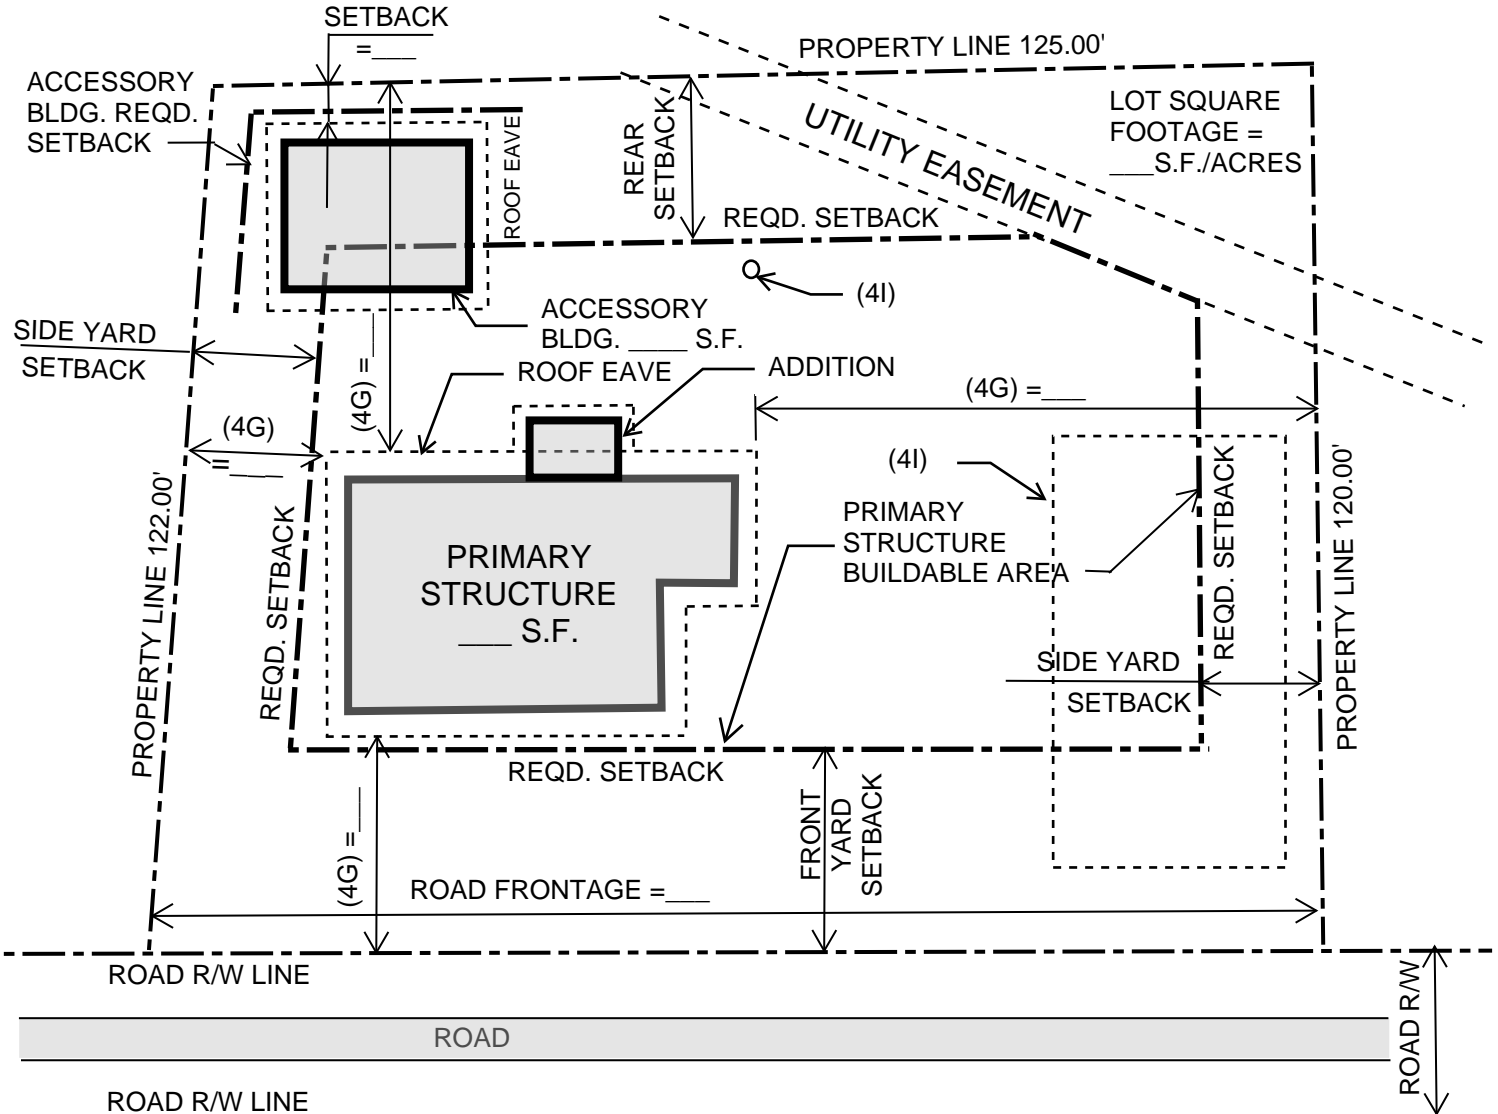 SETBACK
=___
PROPERTY LINE 125.00'
ACCESSORY
BLDG. REQD.
SETBACK
LOT SQUARE
FOOTAGE =
___S.F./ACRES
UTILITY EASEMENT
REAR
SETBACK
ROOF EAVE
REQD. SETBACK
(4I)
ACCESSORY
BLDG. ____ S.F.
SIDE YARD
SETBACK
ROOF EAVE
ADDITION
(4G) =___
(4G) =___
(4G)
=____
(4I)
PRIMARY
STRUCTURE
BUILDABLE AREA
PRIMARY
STRUCTURE
___ S.F.
PROPERTY LINE 122.00'
REQD. SETBACK
REQD. SETBACK
PROPERTY LINE 120.00'
SIDE YARD
SETBACK
REQD. SETBACK
FRONT
YARD
SETBACK
(4G) =___
ROAD FRONTAGE =___
ROAD R/W LINE
ROAD
ROAD R/W
ROAD R/W LINE